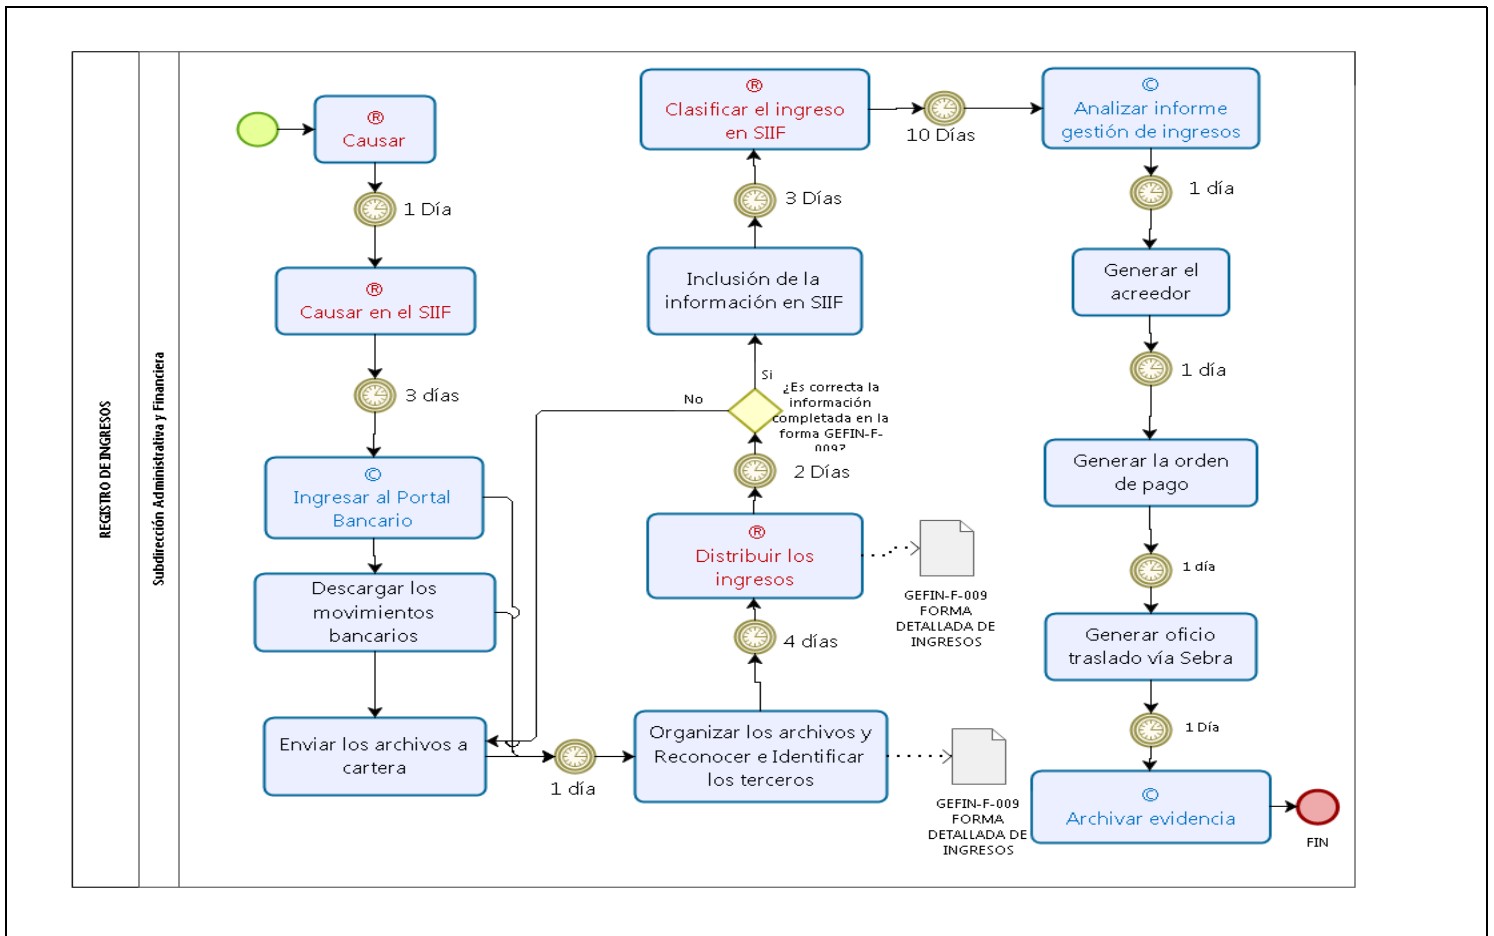 REGISTRO DE INGRESOS
Subdirección Administrativa y Financiera
®
Causar
1 Día
®
Causar en el SIIF
3 días
©
Ingresar al Portal
Bancario
Descargar los
movimientos
bancarios
Enviar los archivos a
cartera
1 día
Organizar los archivos y
Reconocer e Identificar
los terceros
GEFIN-F-009
FORMA
DETALLADA DE
INGRESOS
4 días
®
Distribuir los
ingresos
GEFIN-F-009
FORMA
DETALLADA DE
INGRESOS
2 Días
¿Es correcta la
información
completada en la
forma GEFIN-F-
009?
No
Si
Inclusión de la
información en SIIF
3 Días
®
Clasificar el ingreso
en SIIF
10 Días
©
Analizar informe
gestión de ingresos
1 día
Generar el
acreedor
1 día
Generar la orden
de pago
1 día
Generar oficio
traslado vía Sebra
1 Día
©
Archivar evidencia
FIN